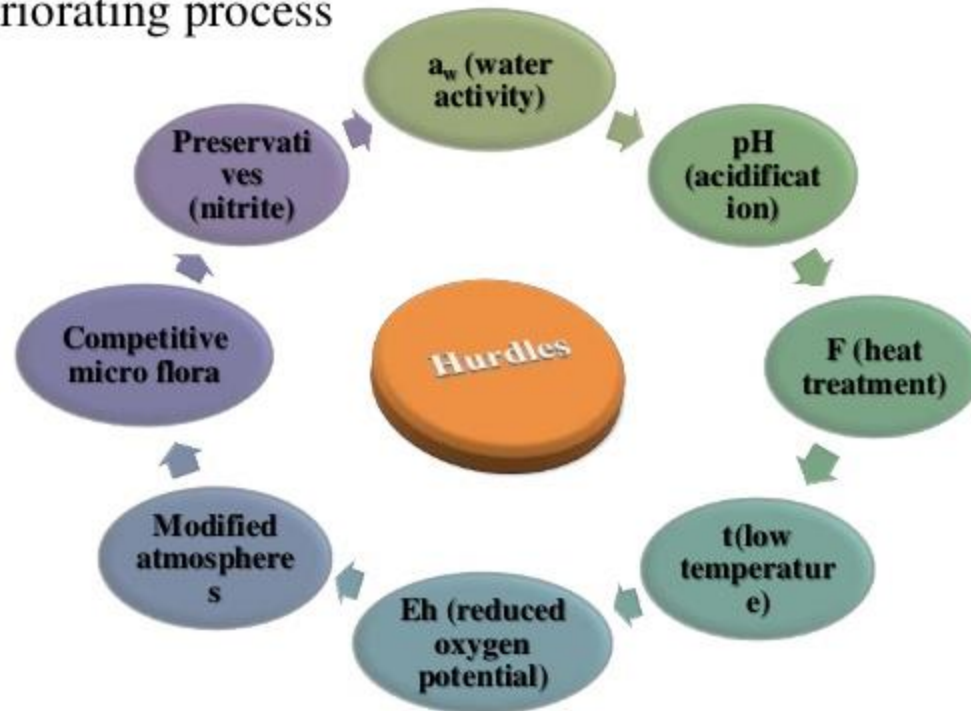 riorating process
a_w (water
activity)
pH
(acidificat
ion)
F (heat
treatment)
t(low
temperatur
e)
Eh (reduced
oxygen
potential)
Modified
atmosphere
s
Competitive
micro flora
Preservati
ves
(nitrite)
Hurdles